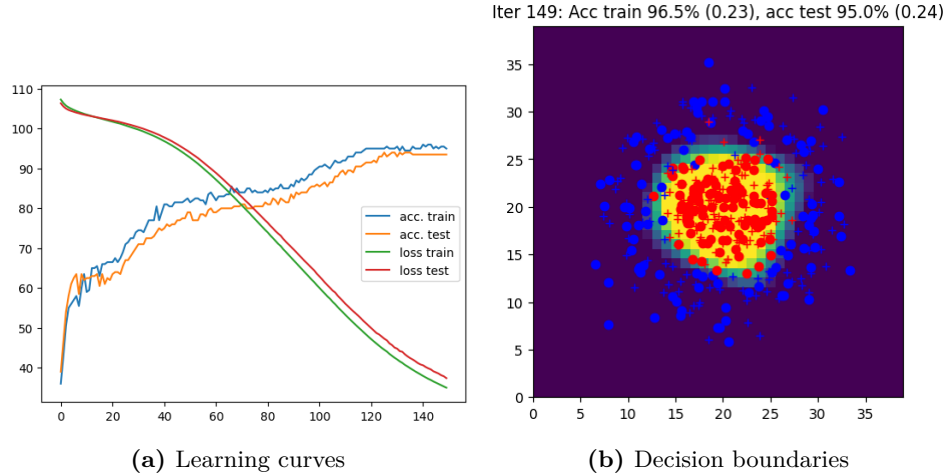 Iter 149: Acc train 96.5% (0.23), acc test 95.0% (0.24)
110
100
90
80
70
60
50
40
0 20 40 60 80 100 120 140
acc. train
acc. test
loss train
loss test
35
30
25
20
15
10
5
0
0 5 10 15 20 25 30 35
(a) Learning curves
(b) Decision boundaries